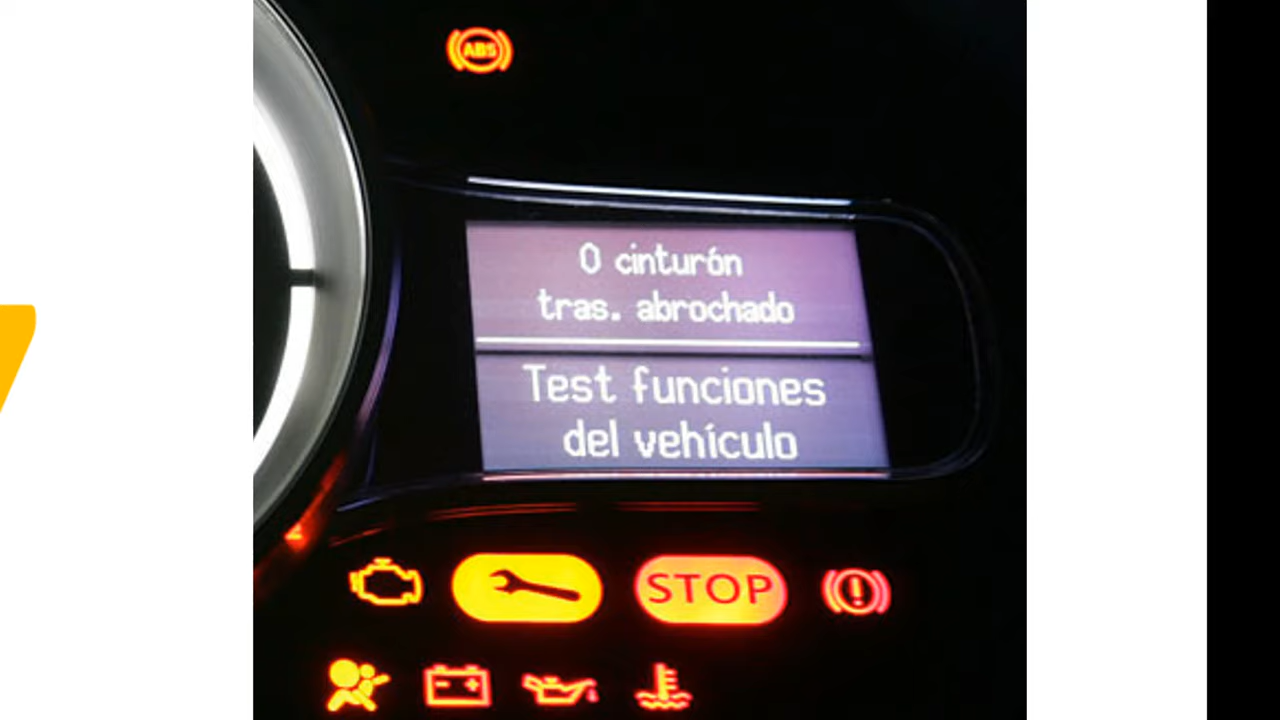 ABS
0 cinturón
tras. abrochado
Test funciones
del vehículo
STOP